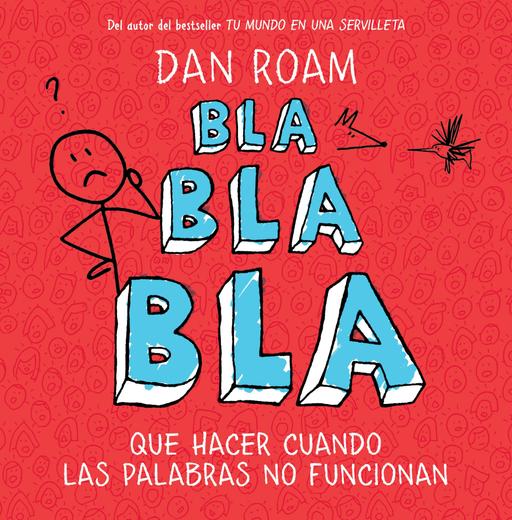 Del autor del bestseller TU MUNDO EN UNA SERVILLETA
DAN ROAM
?
BLA
BLA
BLA
QUE HACER CUANDO
LAS PALABRAS NO FUNCIONAN